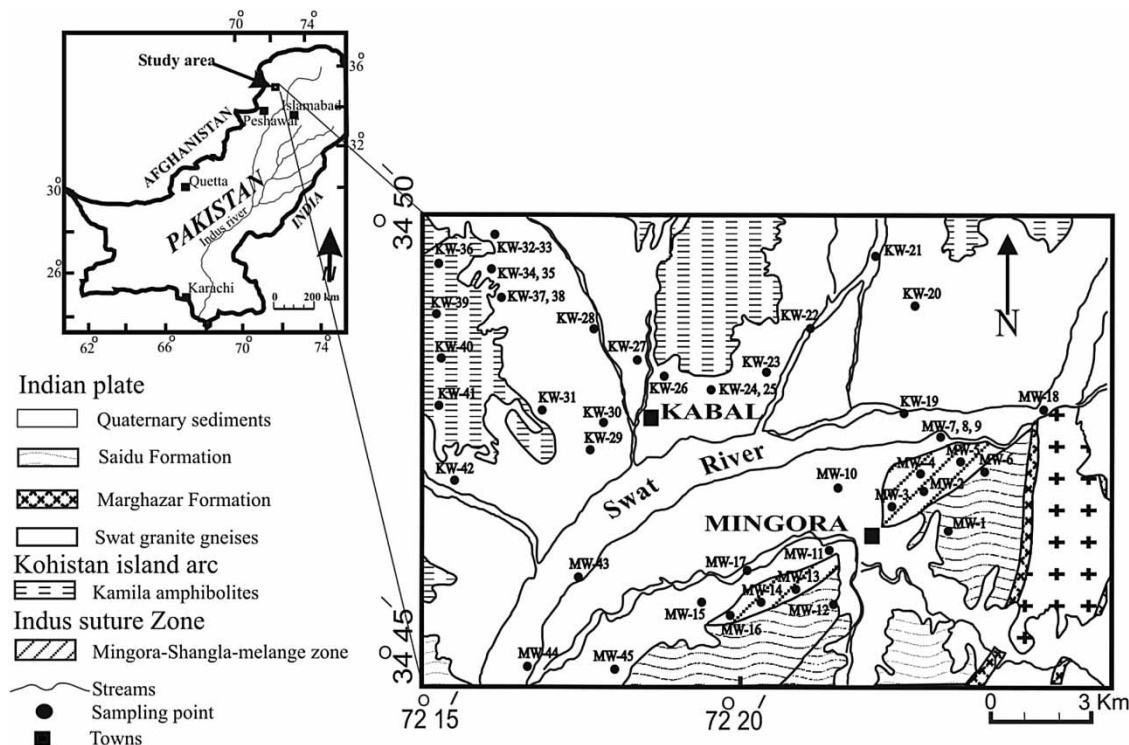 70 74
o o
Study area
36
o
Islamabad
Peshawar
AFGHANISTAN
32
o
Quetta
30
o
PAKISTAN
Indus river
INDIA
N
26
o
Karachi
0 200 km
62 66 70 74
o o o o
Indian plate
Quaternary sediments
Saidu Formation
Marghazar Formation
Swat granite gneises
Kohistan island arc
Kamila amphibolites
Indus suture Zone
Mingora-Shangla-melange zone
Streams
Sampling point
Towns
34 50
o /
KW-36
KW-32-33
KW-21
KW-34, 35
KW-37, 38
KW-20
KW-39
KW-28
KW-22
N
KW-27
KW-40
KW-23
KW-26
KW-24, 25
KW-41
KW-31
KW-30
KABAL
KW-19
MW-18
KW-29
MW-7, 8, 9
Swat River
MW-5
MW-6
KW-42
MW-10
MW-4
MW-2
MW-3
MINGORA
MW-1
MW-11
MW-43
MW-17
MW-13
MW-14
MW-12
MW-15
MW-16
34 45
o /
MW-44
MW-45
72 15
o /
72 20
o /
0 3 Km